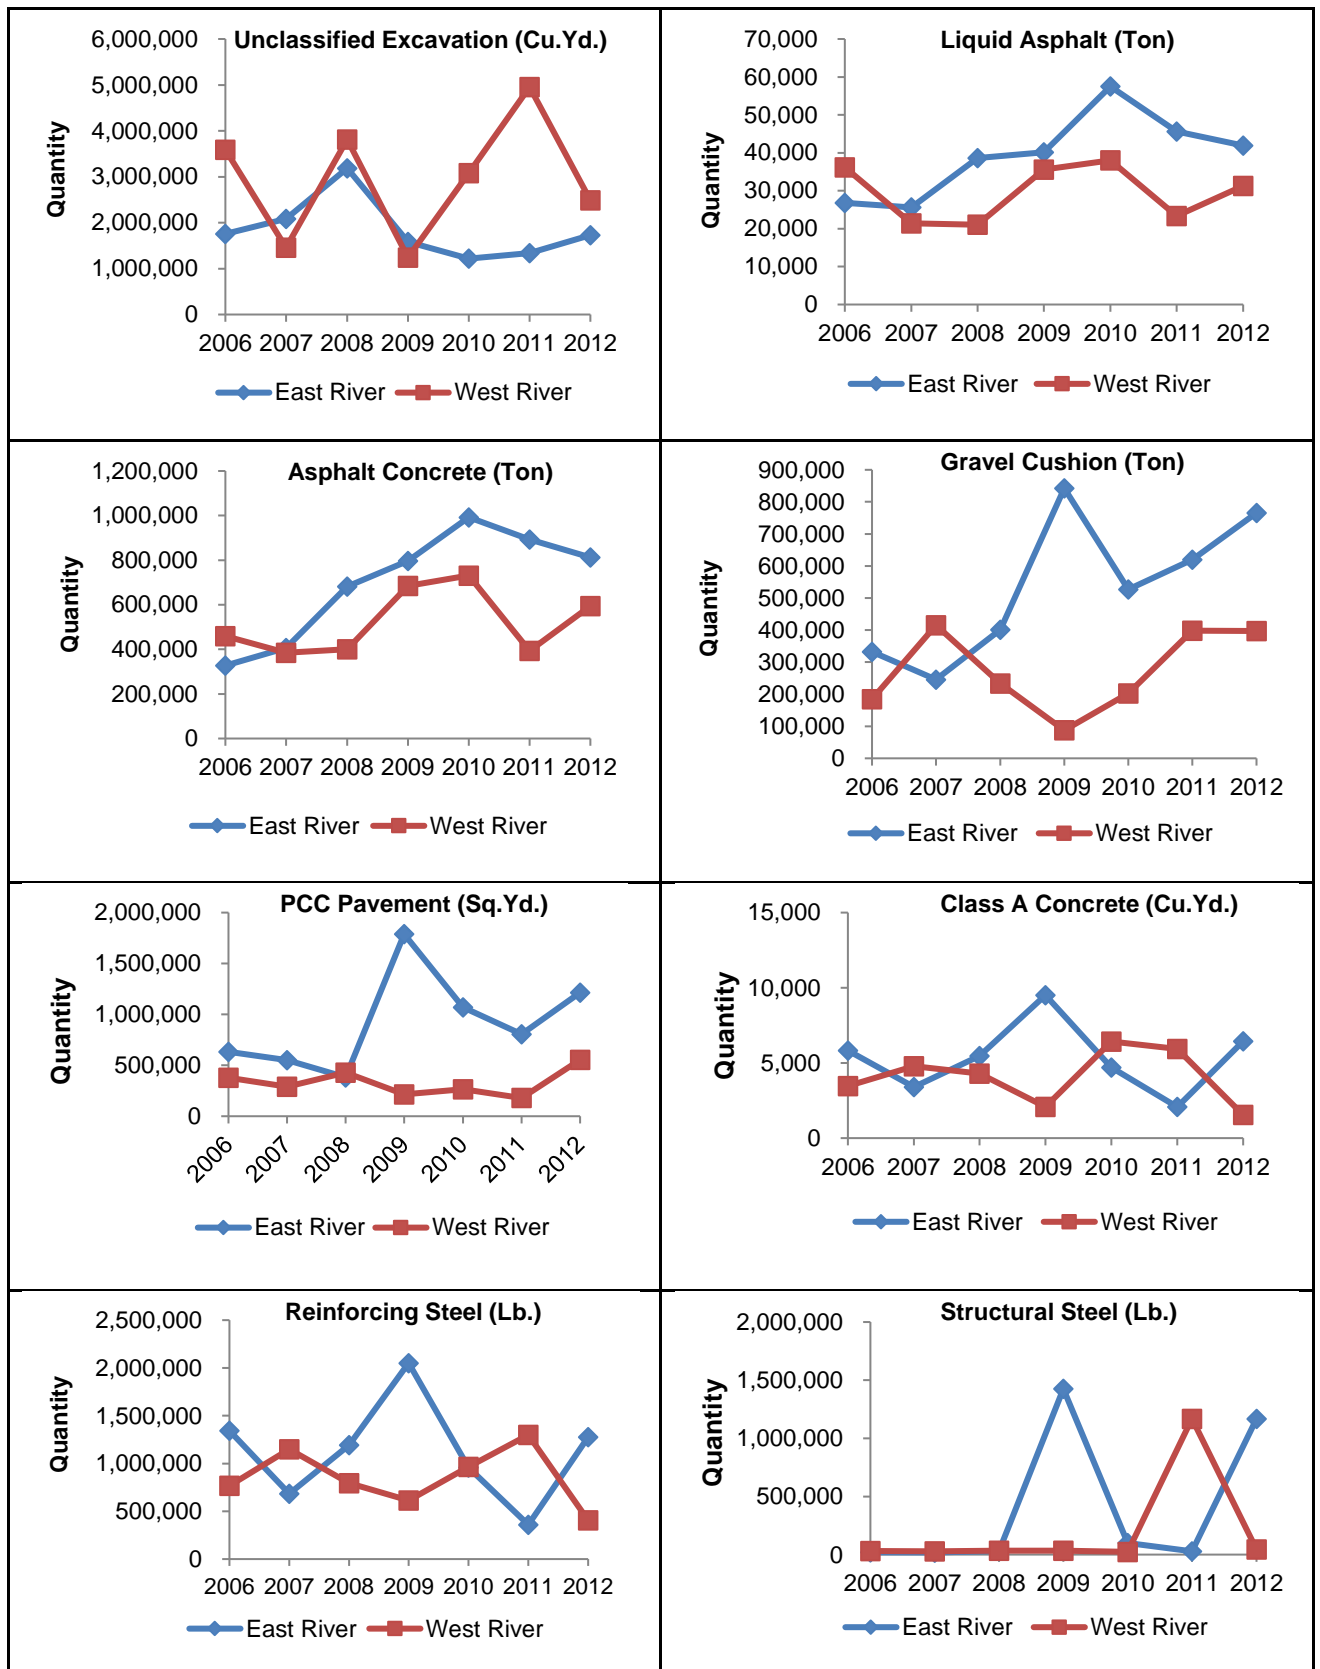 Unclassified Excavation (Cu.Yd.)
Quantity
6,000,000
5,000,000
4,000,000
3,000,000
2,000,000
1,000,000
0
2006 2007 2008 2009 2010 2011 2012
East River West River
Liquid Asphalt (Ton)
Quantity
70,000
60,000
50,000
40,000
30,000
20,000
10,000
0
2006 2007 2008 2009 2010 2011 2012
East River West River
Asphalt Concrete (Ton)
Quantity
1,200,000
1,000,000
800,000
600,000
400,000
200,000
0
2006 2007 2008 2009 2010 2011 2012
East River West River
Gravel Cushion (Ton)
Quantity
900,000
800,000
700,000
600,000
500,000
400,000
300,000
200,000
100,000
0
2006 2007 2008 2009 2010 2011 2012
East River West River
PCC Pavement (Sq.Yd.)
Quantity
2,000,000
1,500,000
1,000,000
500,000
0
2006 2007 2008 2009 2010 2011 2012
East River West River
Class A Concrete (Cu.Yd.)
Quantity
15,000
10,000
5,000
0
2006 2007 2008 2009 2010 2011 2012
East River West River
Reinforcing Steel (Lb.)
Quantity
2,500,000
2,000,000
1,500,000
1,000,000
500,000
0
2006 2007 2008 2009 2010 2011 2012
East River West River
Structural Steel (Lb.)
Quantity
2,000,000
1,500,000
1,000,000
500,000
0
2006 2007 2008 2009 2010 2011 2012
East River West River